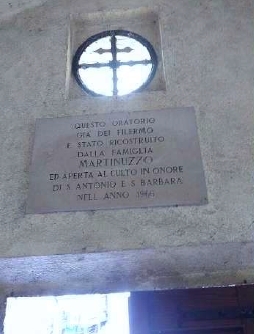 QUESTO ORATORIO
GIA DEI FILERMO
E STATO RICOSTRUITO
DALLA FAMIGLIA
MARTINUZZO
ED APERTA AL CULTO IN ONORE
DI S ANTONIO E S BARBARA
NELL ANNO